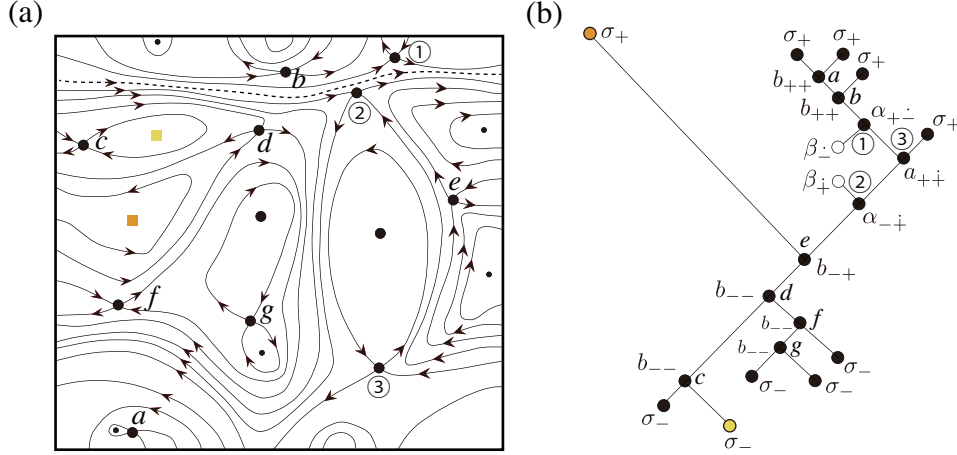 (a)
(b)
①
b
②
c
d
e
f
g
③
a
σ+
σ+
σ+
a
σ+
b++
b
b++
α+∸
③
σ+
β∸
①
a+∔
β∔
②
α−∔
e
b−+
b−−
d
b−−
f
b−−
g
b−−
c
σ−
σ−
σ−
σ−
σ−